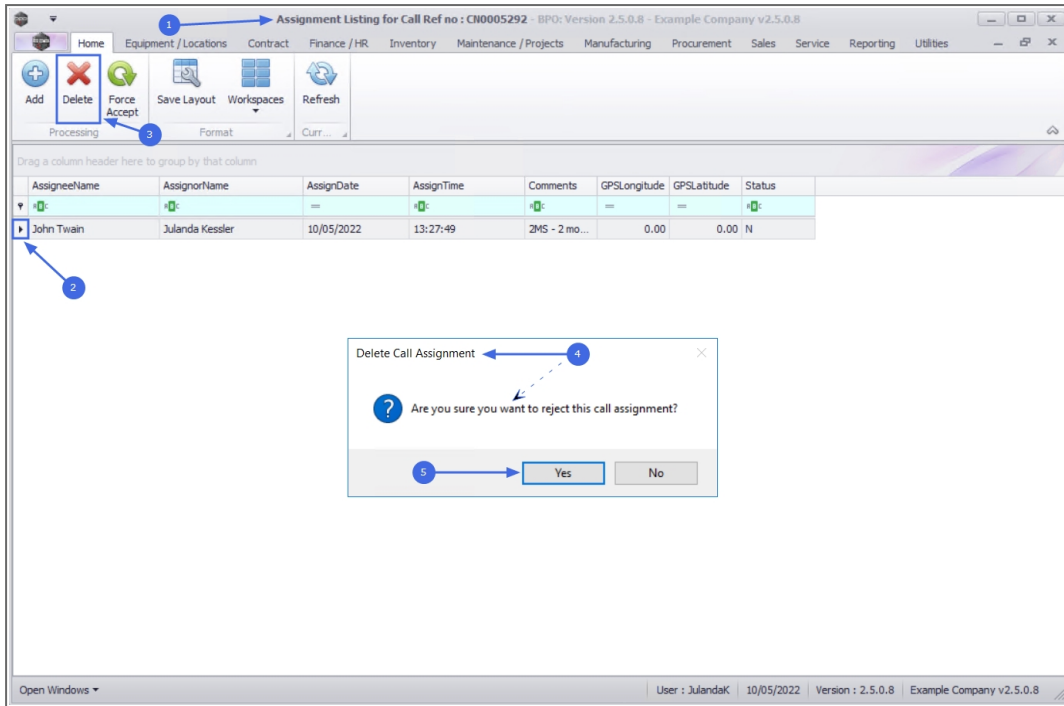 1
Assignment Listing for Call Ref no : CN0005292 - BPO: Version 2.5.0.8 - Example Company v2.5.0.8
Home Equipment / Locations Contract Finance / HR Inventory Maintenance / Projects Manufacturing Procurement Sales Service Reporting Utilities
Add Delete Force Accept Save Layout Workspaces Refresh
3
Processing Format Curr...
Drag a column header here to group by that column
AssigneeName AssignorName AssignDate AssignTime Comments GPSLongitude GPSLatitude Status
John Twain Julanda Kessler 10/05/2022 13:27:49 2MS - 2 mo... 0.00 0.00 N
2
Delete Call Assignment 4
Are you sure you want to reject this call assignment?
5 Yes No
Open Windows User : JulandaK 10/05/2022 Version : 2.5.0.8 Example Company v2.5.0.8